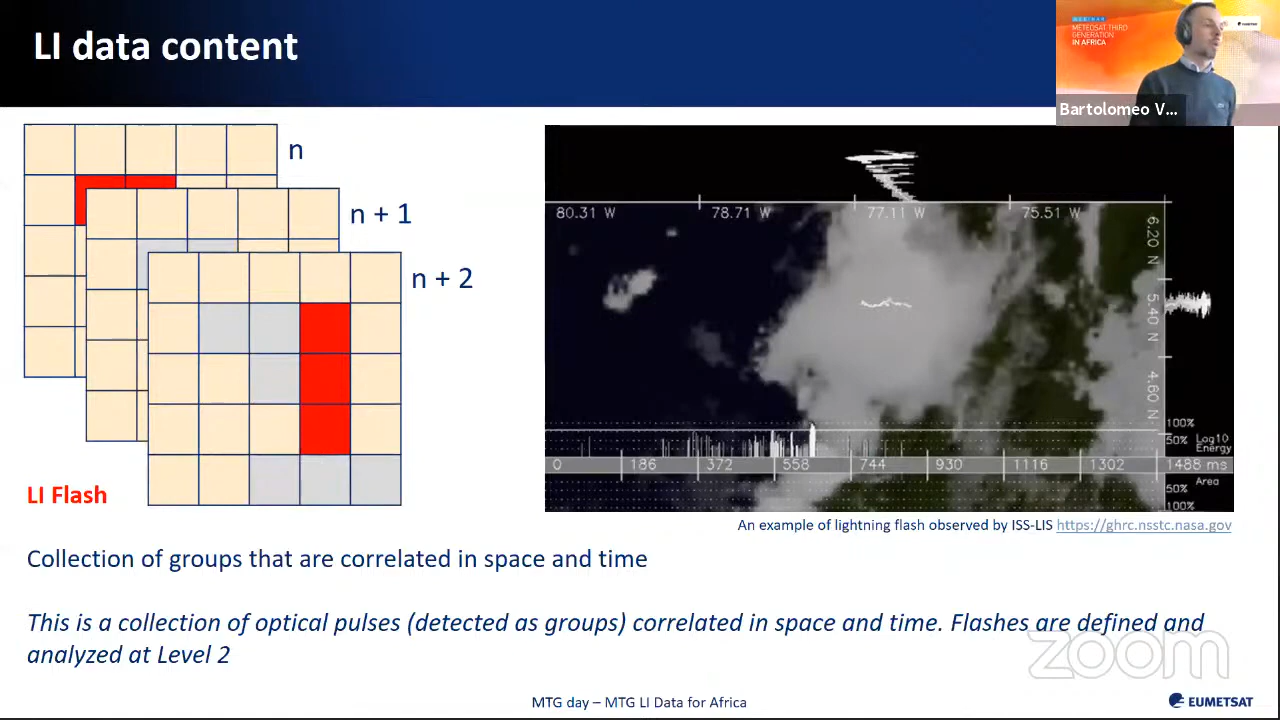 LI data content
WEBINAR
METEOSAT THIRD
GENERATION
IN AFRICA
EUMETSAT
Bartolomeo V...
n
n + 1
n + 2
LI Flash
80.31 W
78.71 W
77.11 W
75.51 W
6.20 N
5.40 N
4.60 N
100%
50% Log10
Energy
0 186 372 558 744 930 1116 1302 1488 ms
Area
50%
100%
An example of lightning flash observed by ISS-LIS https://ghrc.nsstc.nasa.gov
Collection of groups that are correlated in space and time
This is a collection of optical pulses (detected as groups) correlated in space and time. Flashes are defined and
analyzed at Level 2
zoom
MTG day – MTG LI Data for Africa
EUMETSAT